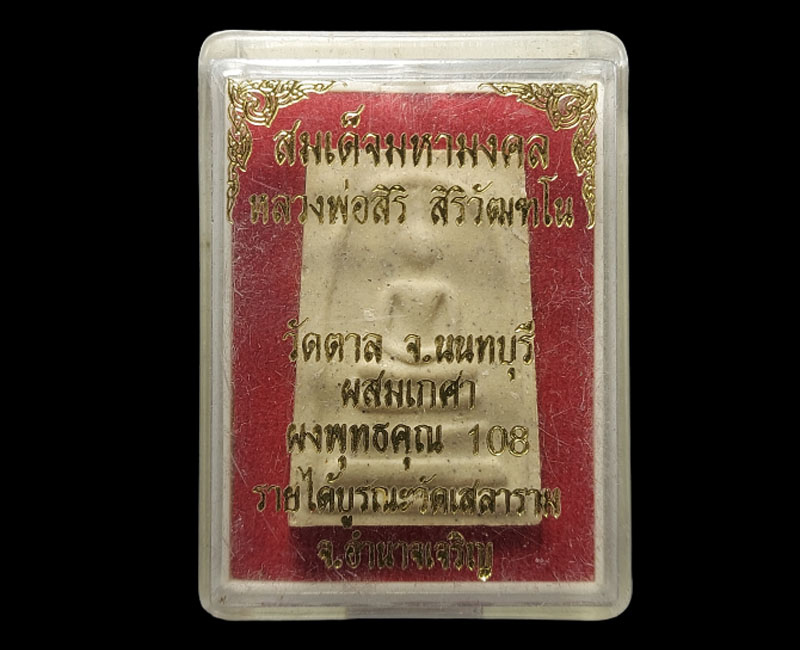 สมเด็จมหามงคล
หลวงพ่อสิริ สิริวัฒฑโน
วัดตาล จ.นนทบุรี
ผสมเกศา
ผงพุทธคุณ 108
รายได้บูรณะวัดเสลาราม
จ.อำนาจเจริญ